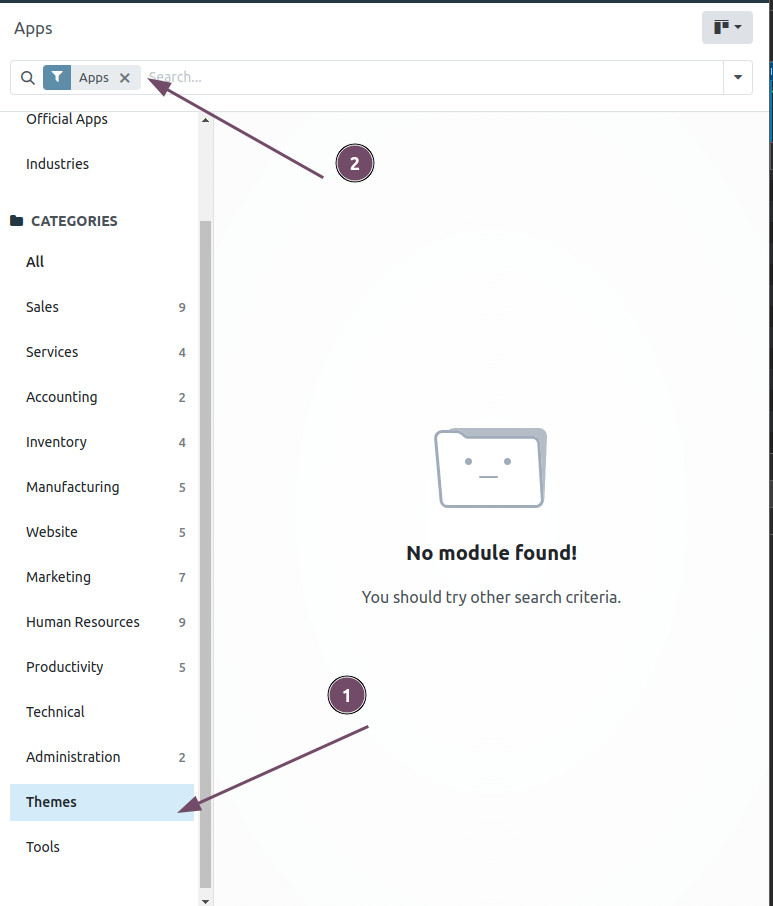 Apps
Apps Search...
Official Apps
Industries
CATEGORIES
All
Sales 9
Services 4
Accounting 2
Inventory 4
Manufacturing 5
Website 5
Marketing 7
Human Resources 9
Productivity 5
Technical
Administration 2
Themes
Tools
2
No module found!
You should try other search criteria.
1